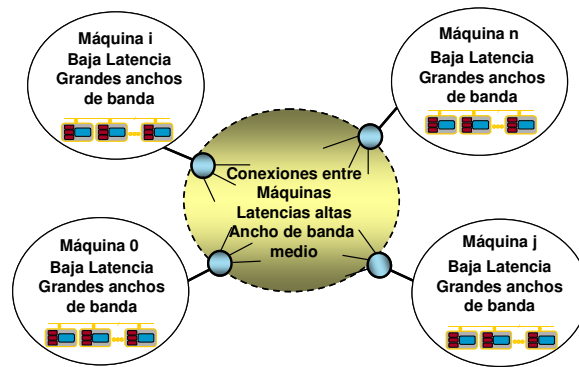 Máquina i
Baja Latencia
Grandes anchos
de banda
Máquina n
Baja Latencia
Grandes anchos
de banda
Conexiones entre
Máquinas
Latencias altas
Ancho de banda
medio
Máquina 0
Baja Latencia
Grandes anchos
de banda
Máquina j
Baja Latencia
Grandes anchos
de banda